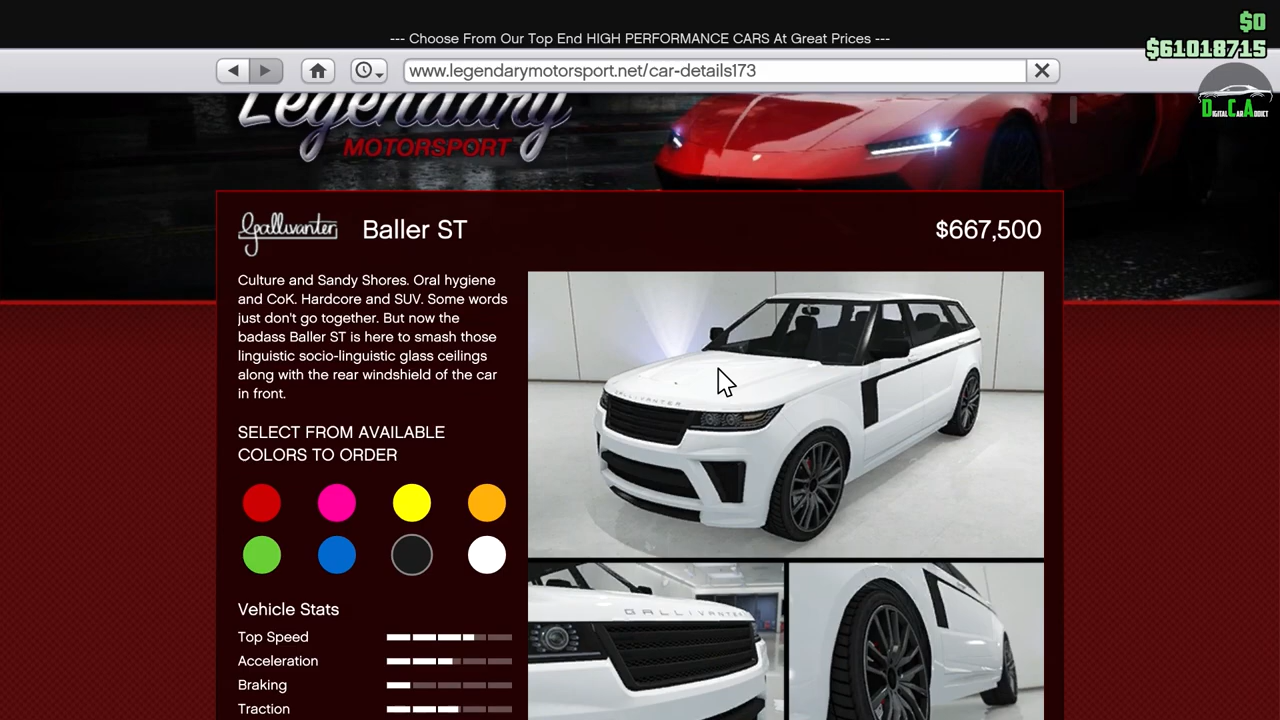 --- Choose From Our Top End HIGH PERFORMANCE CARS At Great Prices ---
$0
$61018715
www.legendarymotorsport.net/car-details173
DIGITAL CAR ADDICT
Legendary
MOTORSPORT
Gallivanter
Baller ST
$667,500
Culture and Sandy Shores. Oral hygiene
and CoK. Hardcore and SUV. Some words
just don't go together. But now the
badass Baller ST is here to smash those
linguistic socio-linguistic glass ceilings
along with the rear windshield of the car
in front.
SELECT FROM AVAILABLE
COLORS TO ORDER
Vehicle Stats
Top Speed
Acceleration
Braking
Traction
GALLIVANTER
GALLIVANTER